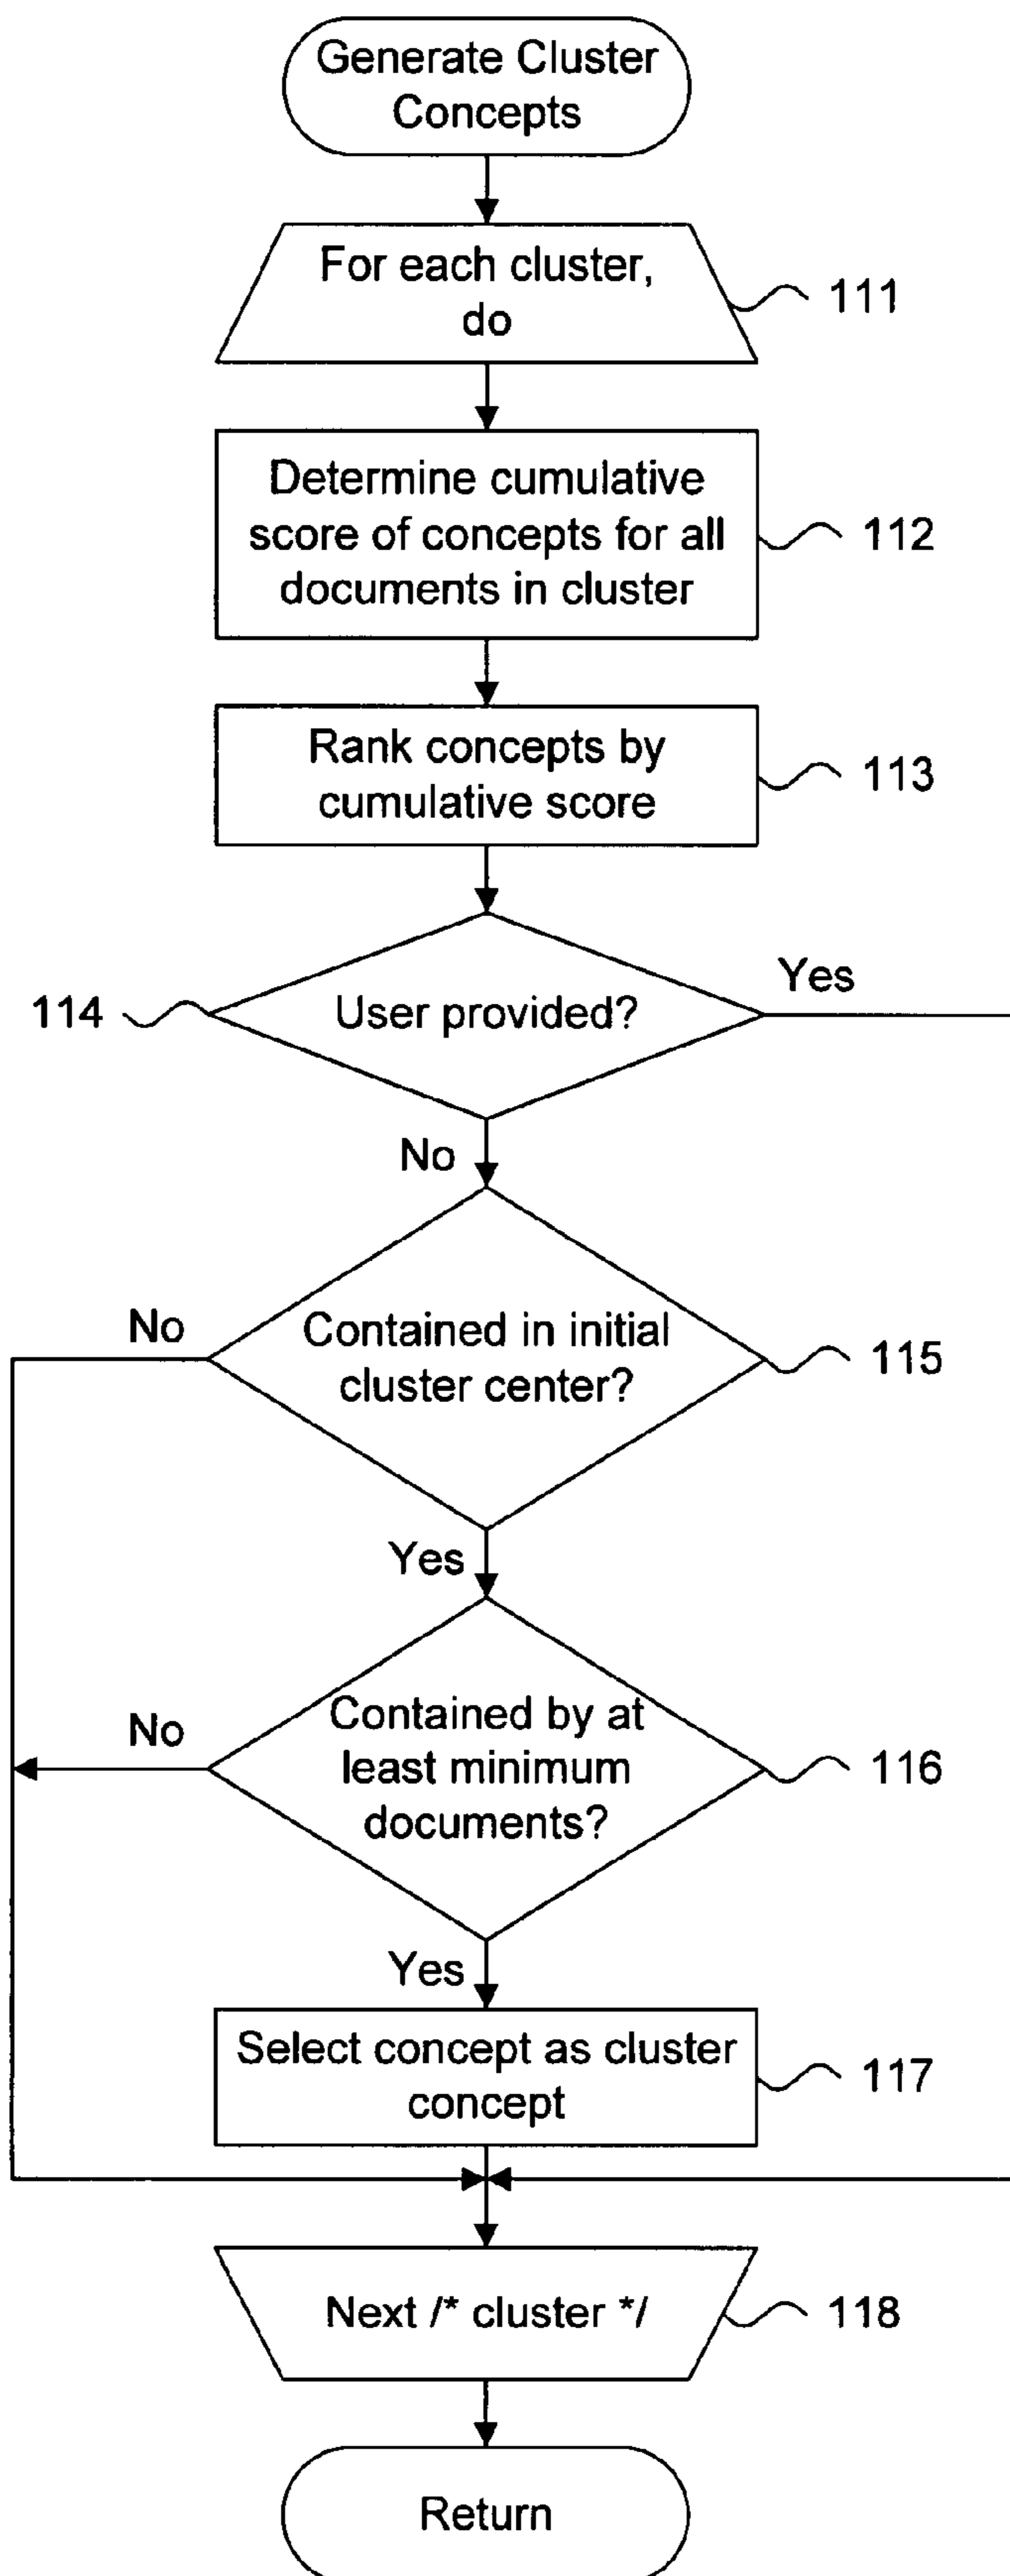 Generate Cluster
Concepts
For each cluster,
do
111
Determine cumulative
score of concepts for all
documents in cluster
112
Rank concepts by
cumulative score
113
114
User provided?
Yes
No
No
Contained in initial
cluster center?
115
Yes
No
Contained by at
least minimum
documents?
116
Yes
Select concept as cluster
concept
117
Next /* cluster */
118
Return